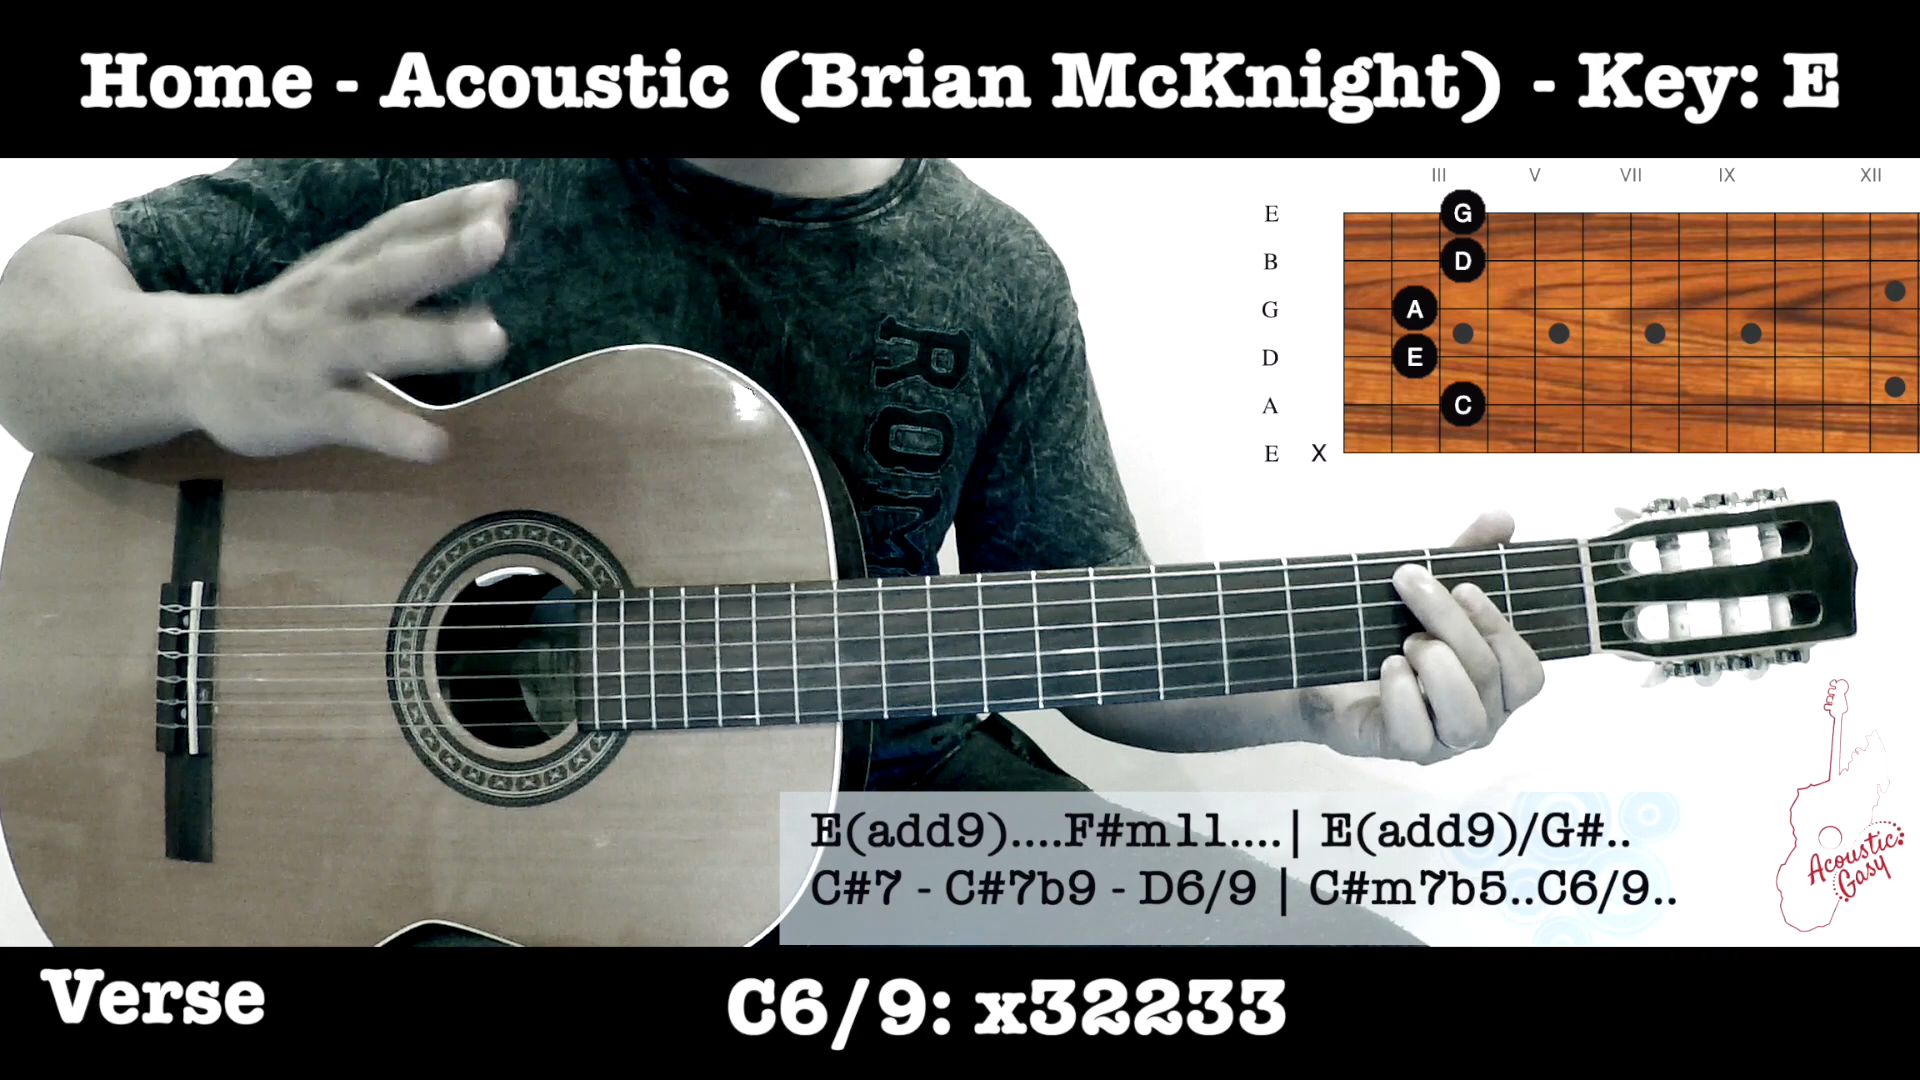 Home - Acoustic (Brian McKnight) - Key: E
III V VII IX XII
E G
B D
G A
D E
A C
E X
ROM
E(add9)....F#m11....| E(add9)/G#..
C#7 - C#7b9 - D6/9 | C#m7b5..C6/9..
Acoustic
Gasy
Verse
C6/9: x32233